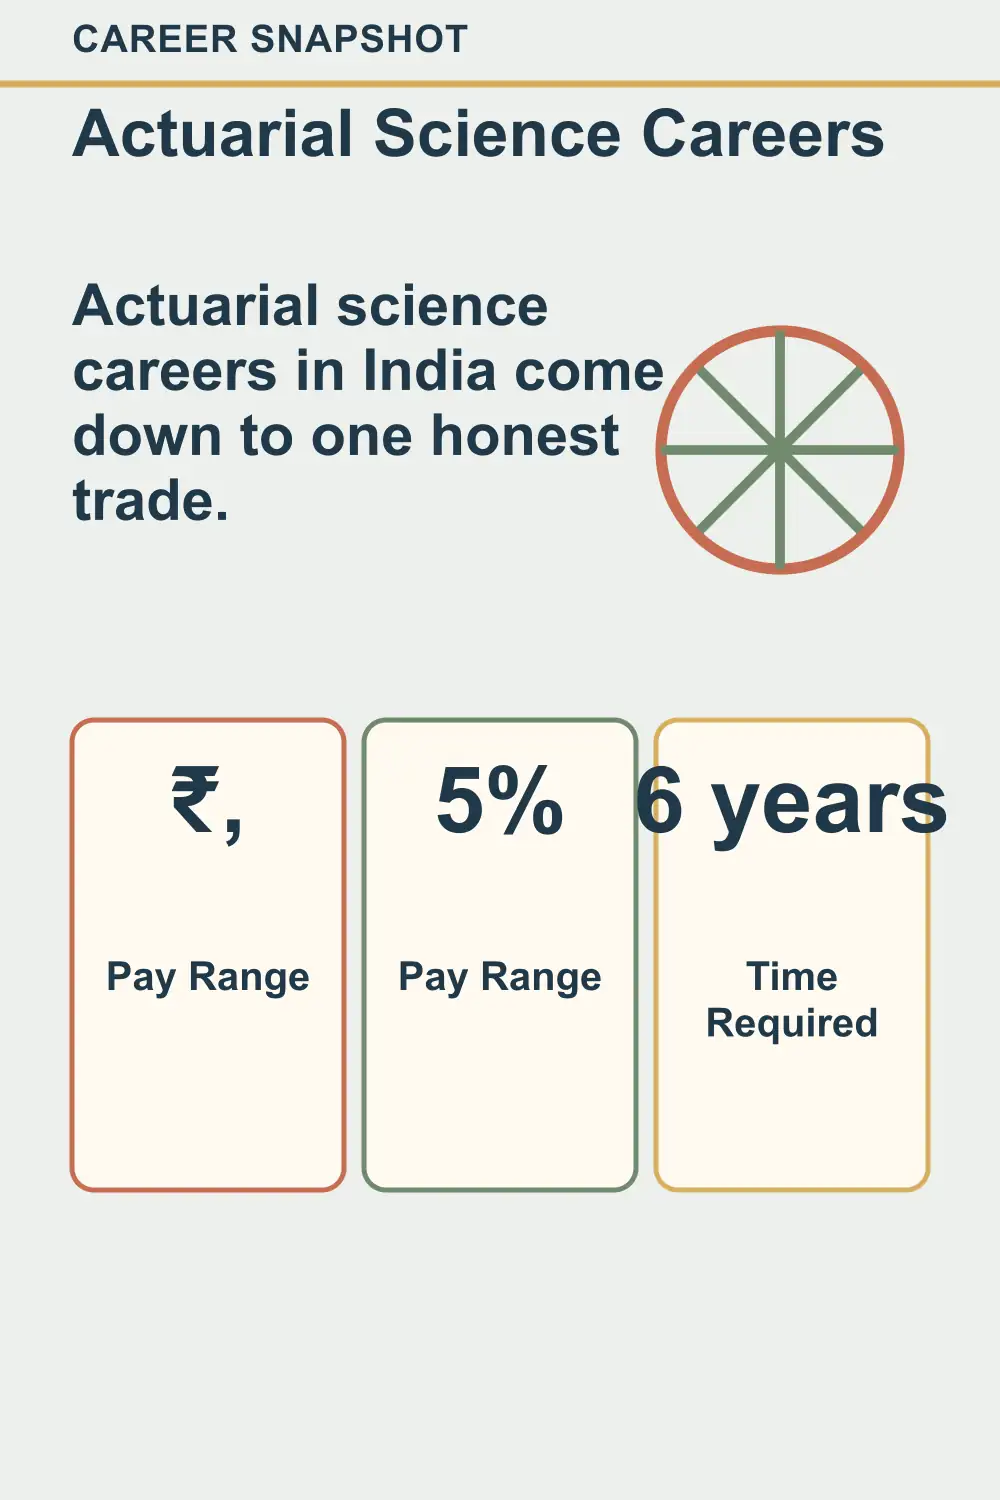 CAREER SNAPSHOT
Actuarial Science Careers
Actuarial science
careers in India come
down to one honest
trade.
₹,
Pay Range
5%
Pay Range
6 years
Time
Required